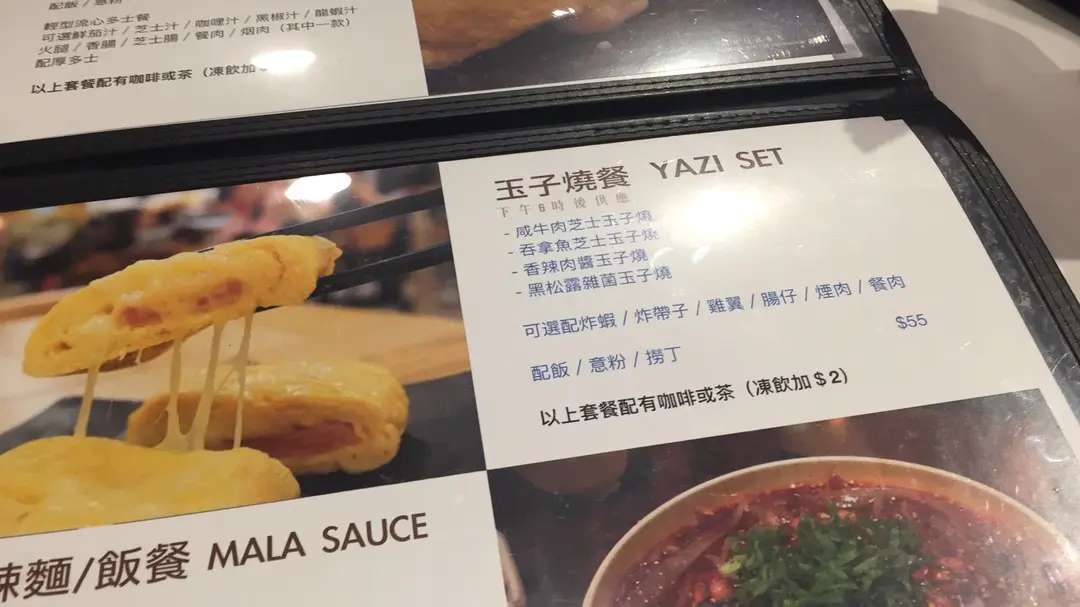 配飯 / 意粉
輕型流心多士餐
可選鮮茄汁 / 芝士汁 / 咖哩汁 / 黑椒汁 / 龍蝦汁
火腿 / 香腸 / 芝士腸 / 餐肉 / 烟肉（其中一款）
配厚多士
以上套餐配有咖啡或茶（凍飲加
玉子燒餐 YAZI SET
下午6時後供應
- 咸牛肉芝士玉子燒
- 吞拿魚芝士玉子燒
- 香辣肉醬玉子燒
- 黑松露雜菌玉子燒
可選配炸蝦 / 炸帶子 / 雞翼 / 腸仔 / 煙肉 / 餐肉
$55
配飯 / 意粉 / 撈丁
以上套餐配有咖啡或茶（凍飲加＄2）
辣麵/飯餐 MALA SAUCE